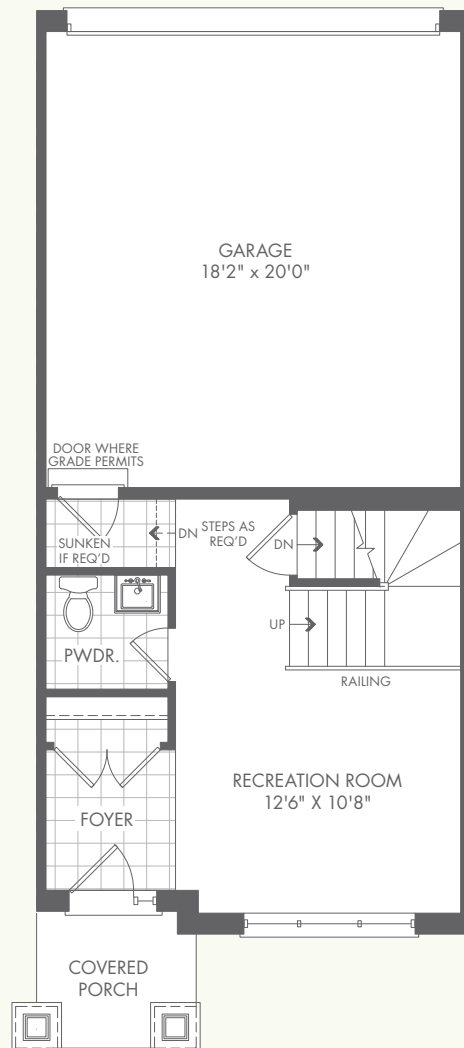 GARAGE
18'2" x 20'0"
DOOR WHERE
GRADE PERMITS
SUNKEN
IF REQ'D
DN
STEPS AS
REQ'D
DN
PWDR.
UP
RAILING
RECREATION ROOM
12'6" X 10'8"
FOYER
COVERED
PORCH